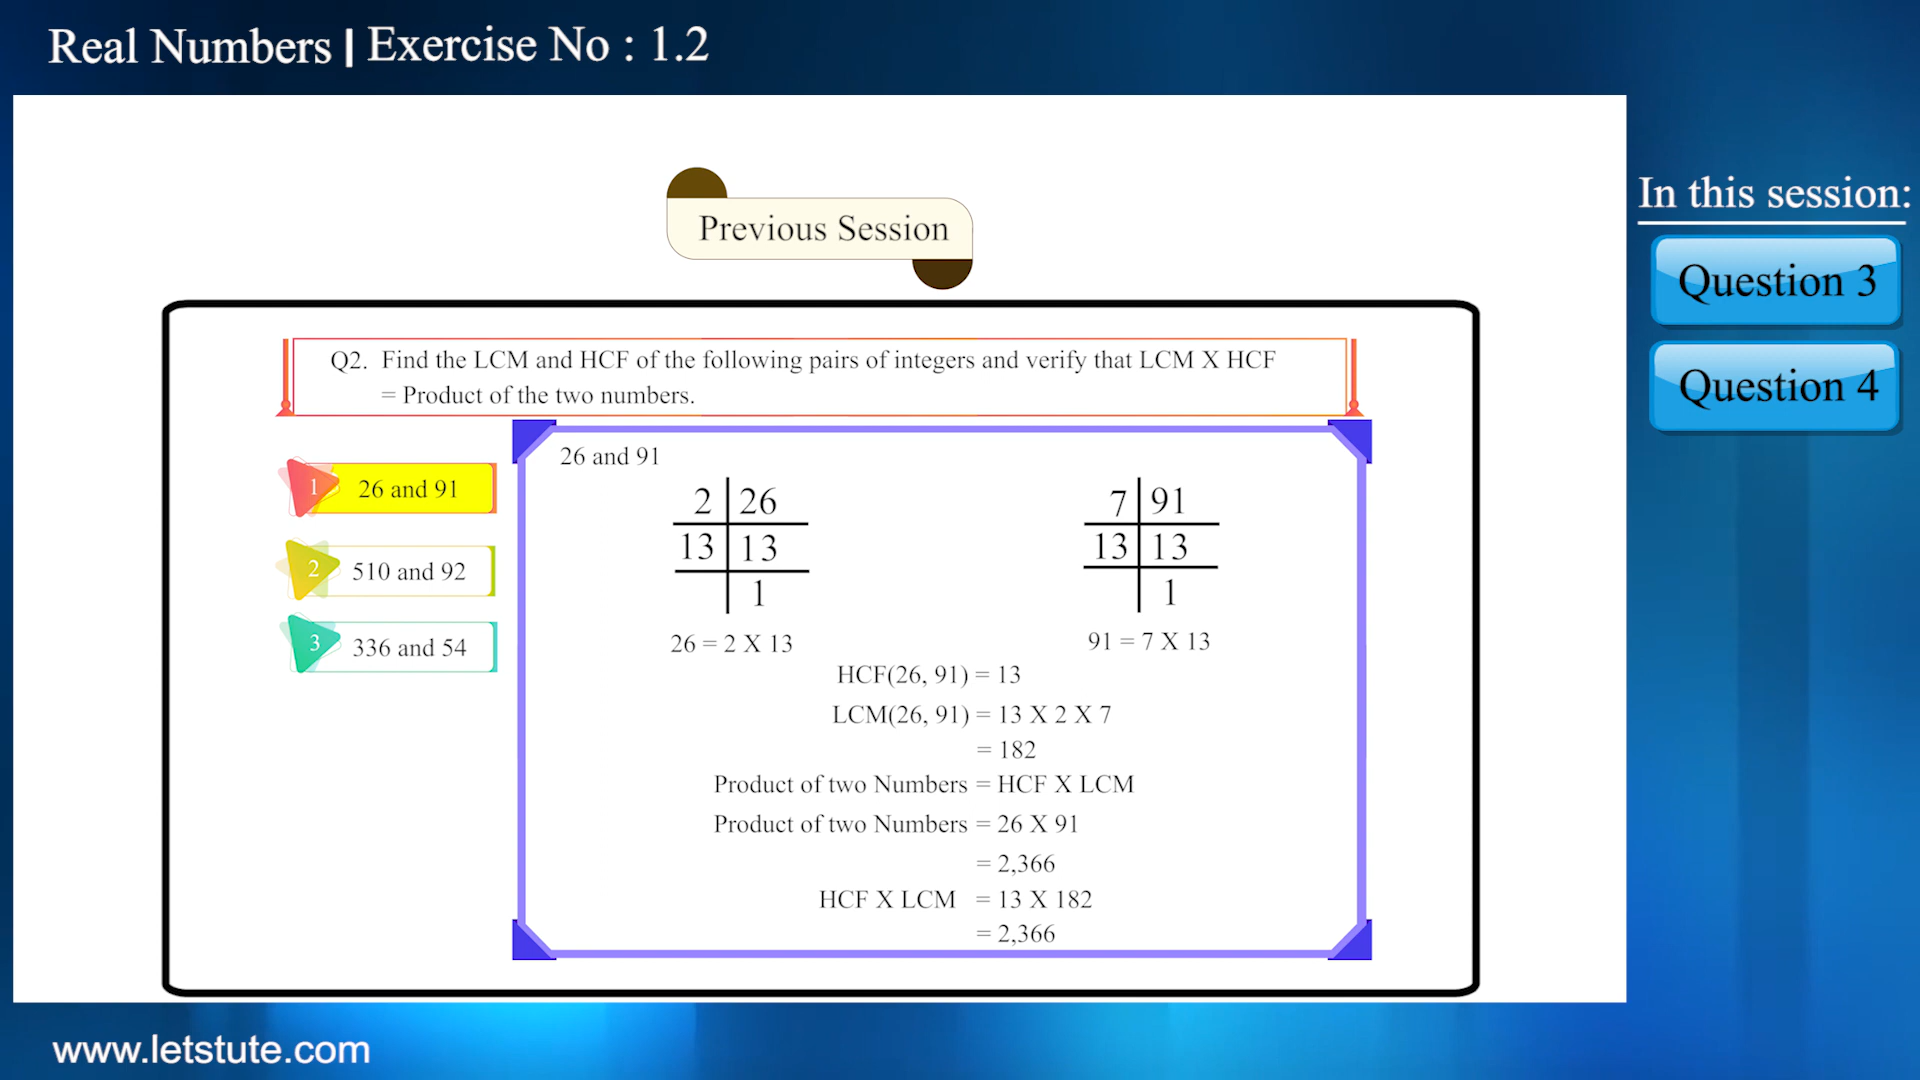 Real Numbers | Exercise No : 1.2
Previous Session
In this session:
Question 3
Question 4
Q2. Find the LCM and HCF of the following pairs of integers and verify that LCM X HCF
= Product of the two numbers.
1 26 and 91
2 510 and 92
3 336 and 54
26 and 91
2 26
13 13
1
26 = 2 X 13
7 91
13 13
1
91 = 7 X 13
HCF(26, 91) = 13
LCM(26, 91) = 13 X 2 X 7
= 182
Product of two Numbers = HCF X LCM
Product of two Numbers = 26 X 91
= 2,366
HCF X LCM = 13 X 182
= 2,366
www.letstute.com